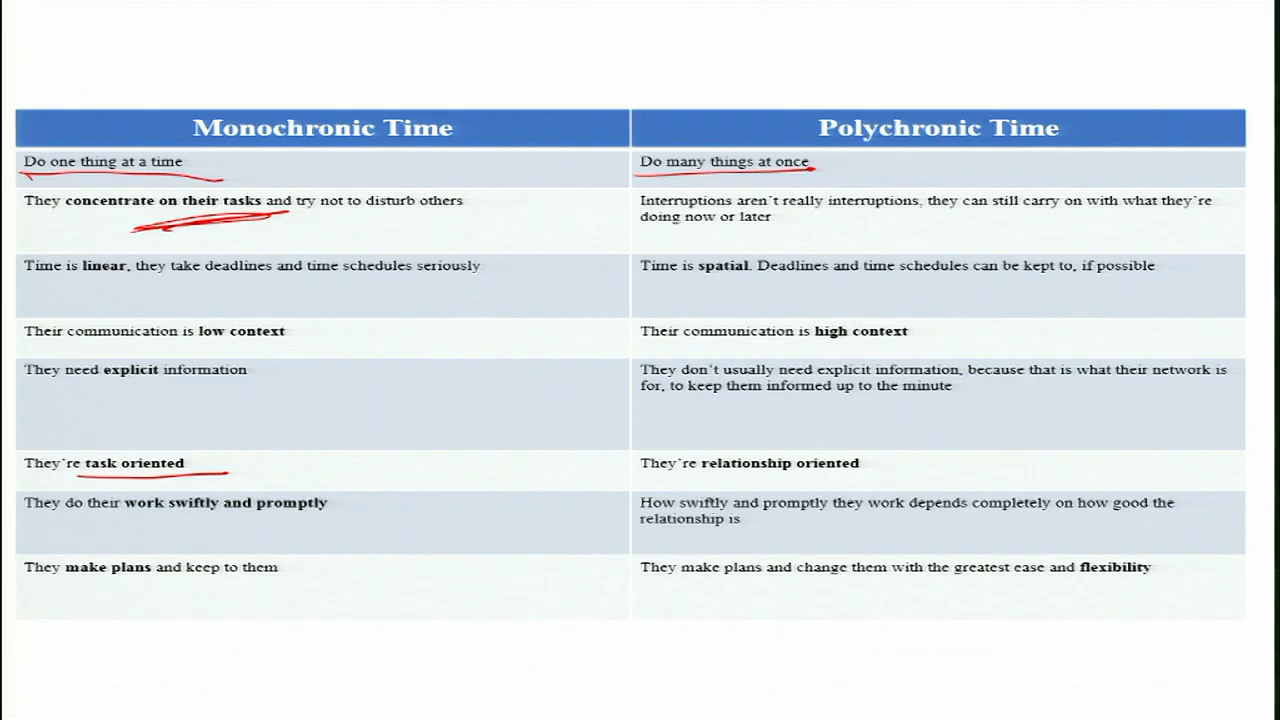 Monochronic Time
Polychronic Time
Do one thing at a time
Do many things at once
They concentrate on their tasks and try not to disturb others
Interruptions aren't really interruptions, they can still carry on with what they're
doing now or later
Time is linear, they take deadlines and time schedules seriously
Time is spatial. Deadlines and time schedules can be kept to, if possible
Their communication is low context
Their communication is high context
They need explicit information
They don't usually need explicit information, because that is what their network is
for, to keep them informed up to the minute
They're task oriented
They're relationship oriented
They do their work swiftly and promptly
How swiftly and promptly they work depends completely on how good the
relationship is
They make plans and keep to them
They make plans and change them with the greatest ease and flexibility